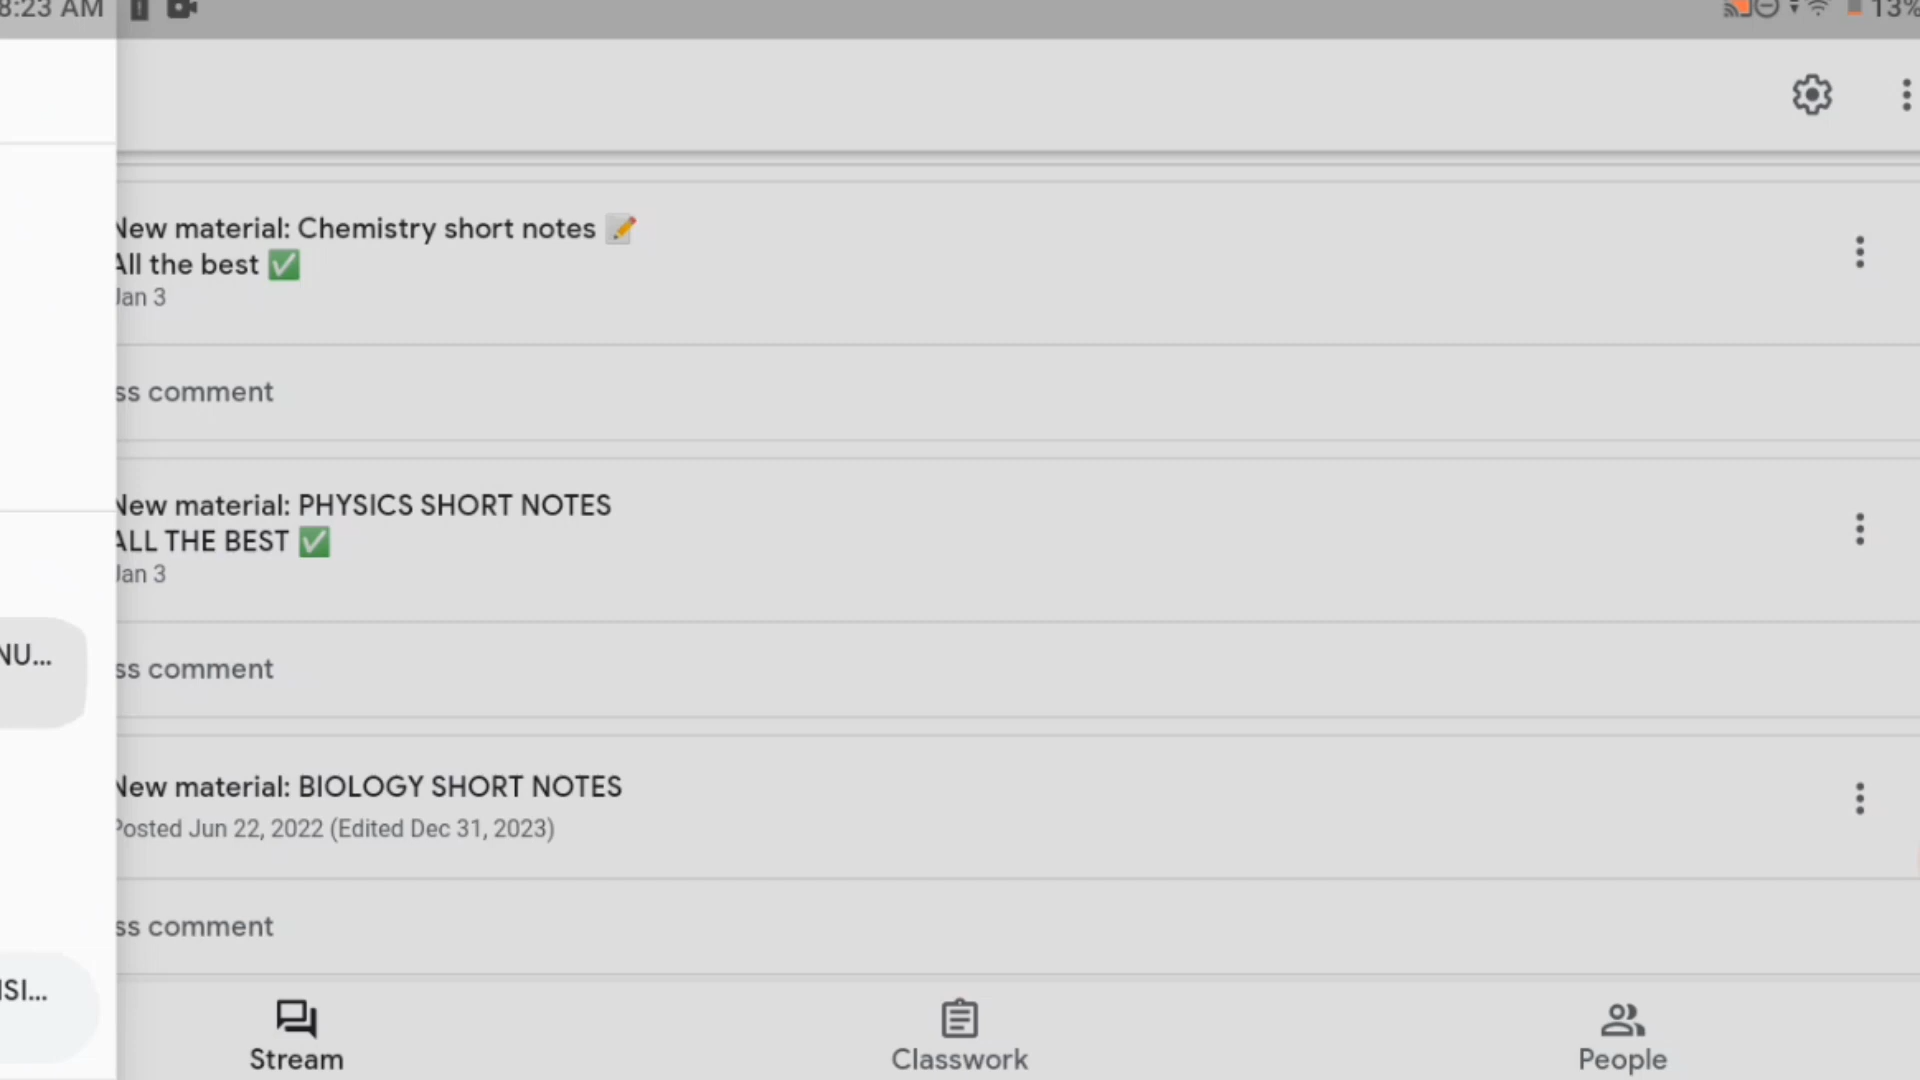 8:23 AM
13%
New material: Chemistry short notes 📝
All the best ✅
Jan 3
ss comment
New material: PHYSICS SHORT NOTES
ALL THE BEST ✅
Jan 3
NU...
ss comment
New material: BIOLOGY SHORT NOTES
Posted Jun 22, 2022 (Edited Dec 31, 2023)
ss comment
ISI...
Stream
Classwork
People